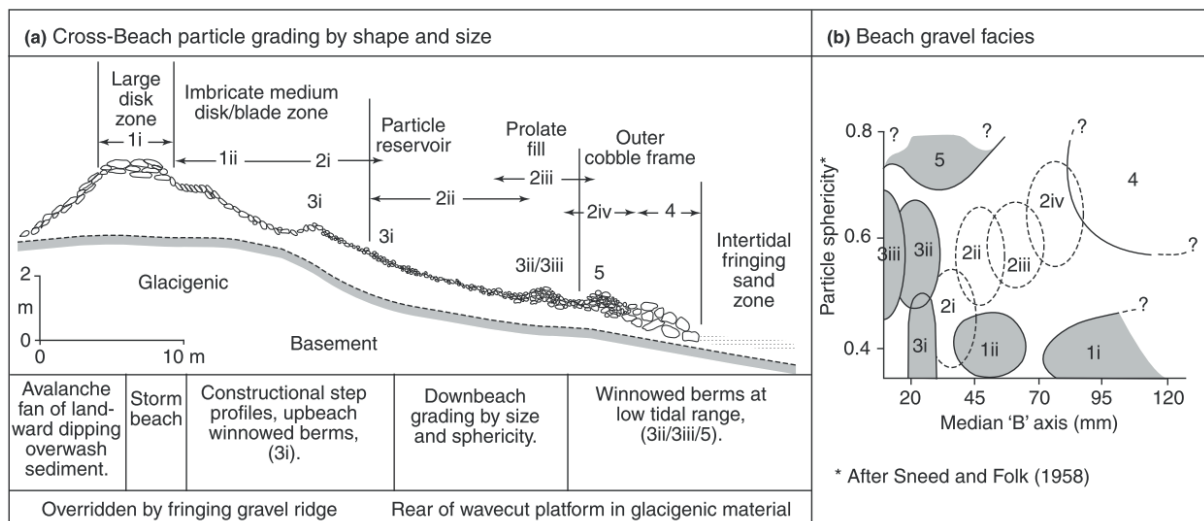 (a) Cross-Beach particle grading by shape and size
Large
disk
zone
1i
Imbricate medium
disk/blade zone
1ii
2i
Particle
reservoir
2ii
Prolate
fill
2iii
Outer
cobble frame
2iv
4
3i
3i
3ii/3iii
5
Intertidal
fringing
sand
zone
Glacigenic
Basement
2
m
0
0
10 m
Avalanche
fan of land-
ward dipping
overwash
sediment.
Storm
beach
Constructional step
profiles, upbeach
winnowed berms,
(3i).
Downbeach
grading by size
and sphericity.
Winnowed berms at
low tidal range,
(3ii/3iii/5).
Overridden by fringing gravel ridge
Rear of wavecut platform in glacigenic material
(b) Beach gravel facies
Particle sphericity*
0.8
0.6
0.4
?
?
?
5
4
2iv
3iii
3ii
2ii
2iii
?
2i
?
3i
1ii
1i
20
45
70
95
120
Median 'B' axis (mm)
* After Sneed and Folk (1958)